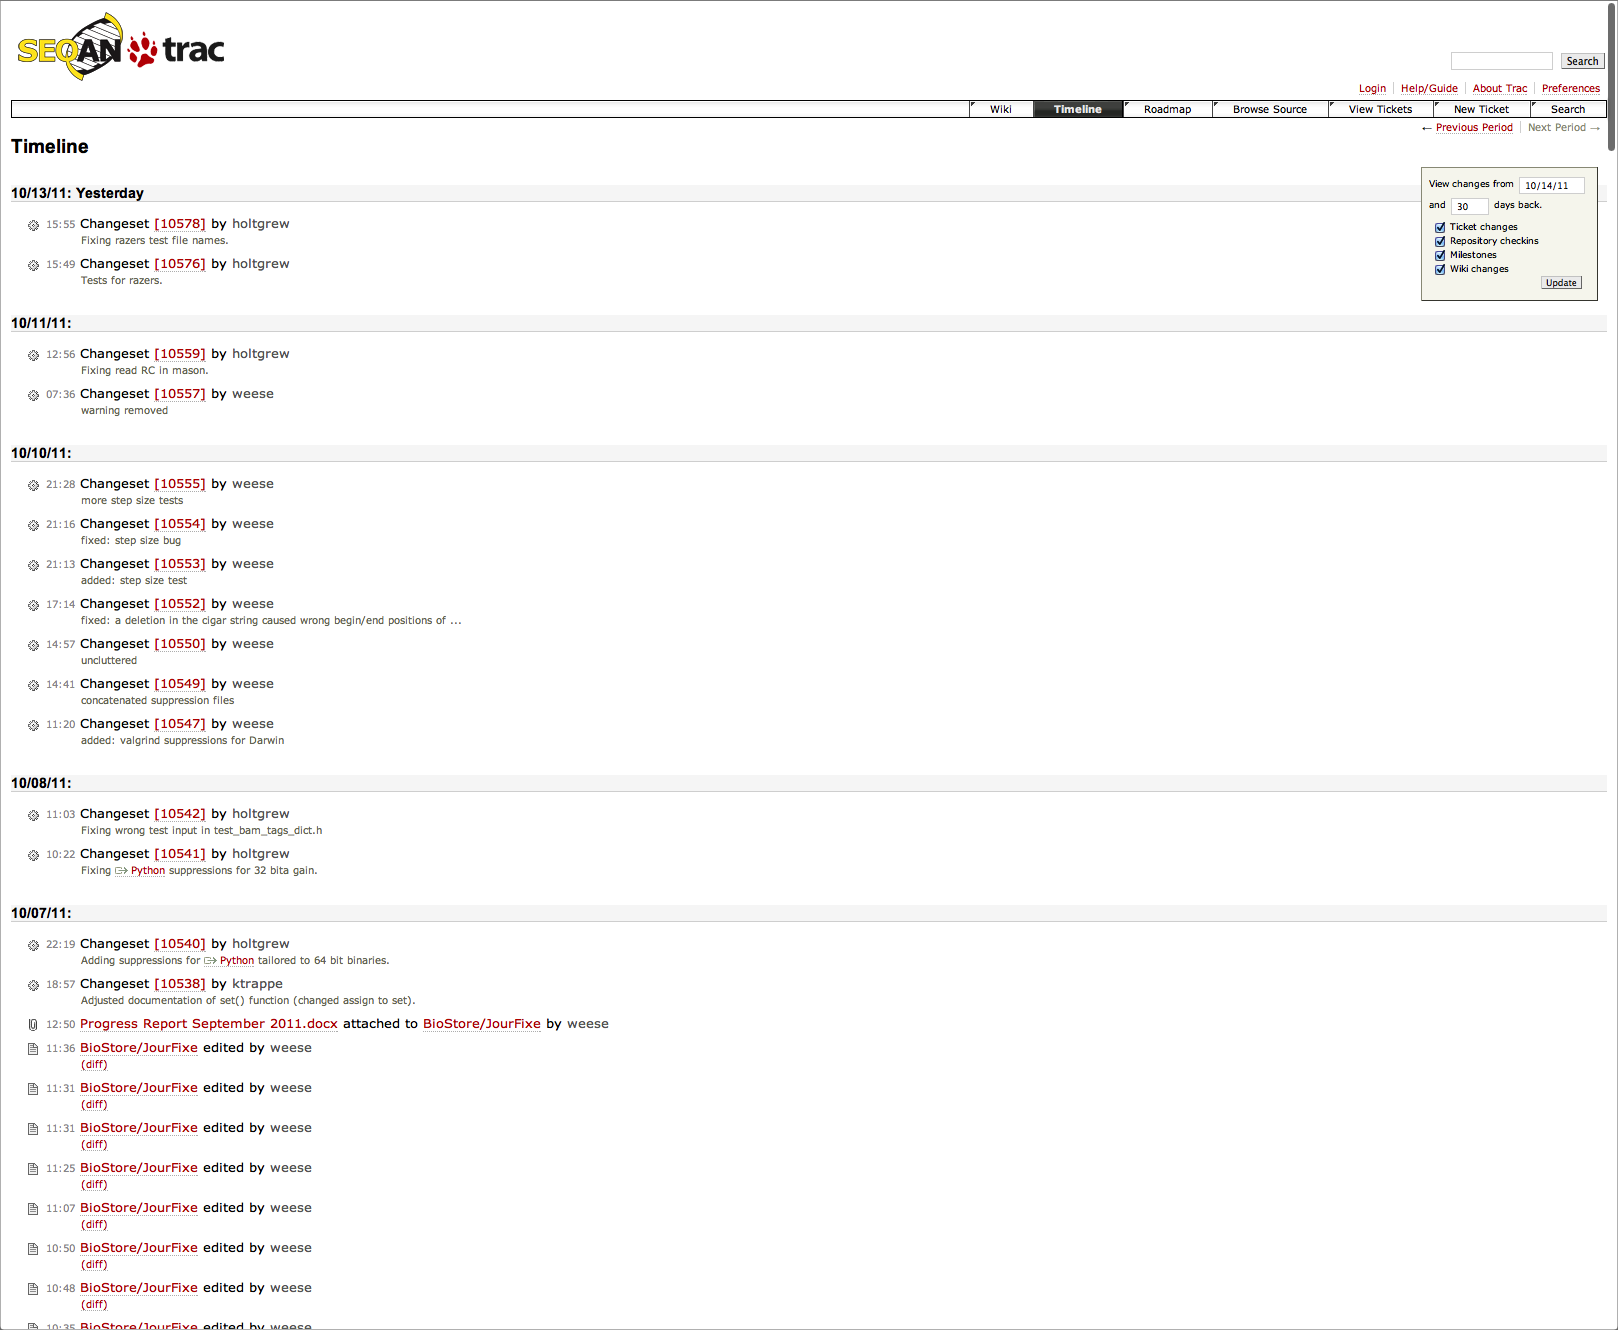 SEQAN trac
Search
Login Help/Guide About Trac Preferences
Wiki Timeline Roadmap Browse Source View Tickets New Ticket Search
← Previous Period Next Period →
Timeline
View changes from 10/14/11
and 30 days back.
Ticket changes
Repository checkins
Milestones
Wiki changes
Update
10/13/11: Yesterday
15:55 Changeset [10578] by holtgrew
Fixing razers test file names.
15:49 Changeset [10576] by holtgrew
Tests for razers.
10/11/11:
12:56 Changeset [10559] by holtgrew
Fixing read RC in mason.
07:36 Changeset [10557] by weese
warning removed
10/10/11:
21:28 Changeset [10555] by weese
more step size tests
21:16 Changeset [10554] by weese
fixed: step size bug
21:13 Changeset [10553] by weese
added: step size test
17:14 Changeset [10552] by weese
fixed: a deletion in the cigar string caused wrong begin/end positions of ...
14:57 Changeset [10550] by weese
uncluttered
14:41 Changeset [10549] by weese
concatenated suppression files
11:20 Changeset [10547] by weese
added: valgrind suppressions for Darwin
10/08/11:
11:03 Changeset [10542] by holtgrew
Fixing wrong test input in test_bam_tags_dict.h
10:22 Changeset [10541] by holtgrew
Fixing Python suppressions for 32 bita gain.
10/07/11:
22:19 Changeset [10540] by holtgrew
Adding suppressions for Python tailored to 64 bit binaries.
18:57 Changeset [10538] by ktrappe
Adjusted documentation of set() function (changed assign to set).
12:50 Progress Report September 2011.docx attached to BioStore/JourFixe by weese
11:36 BioStore/JourFixe edited by weese
(diff)
11:31 BioStore/JourFixe edited by weese
(diff)
11:31 BioStore/JourFixe edited by weese
(diff)
11:25 BioStore/JourFixe edited by weese
(diff)
11:07 BioStore/JourFixe edited by weese
(diff)
10:50 BioStore/JourFixe edited by weese
(diff)
10:48 BioStore/JourFixe edited by weese
(diff)
10:35 BioStore/JourFixe edited by weese